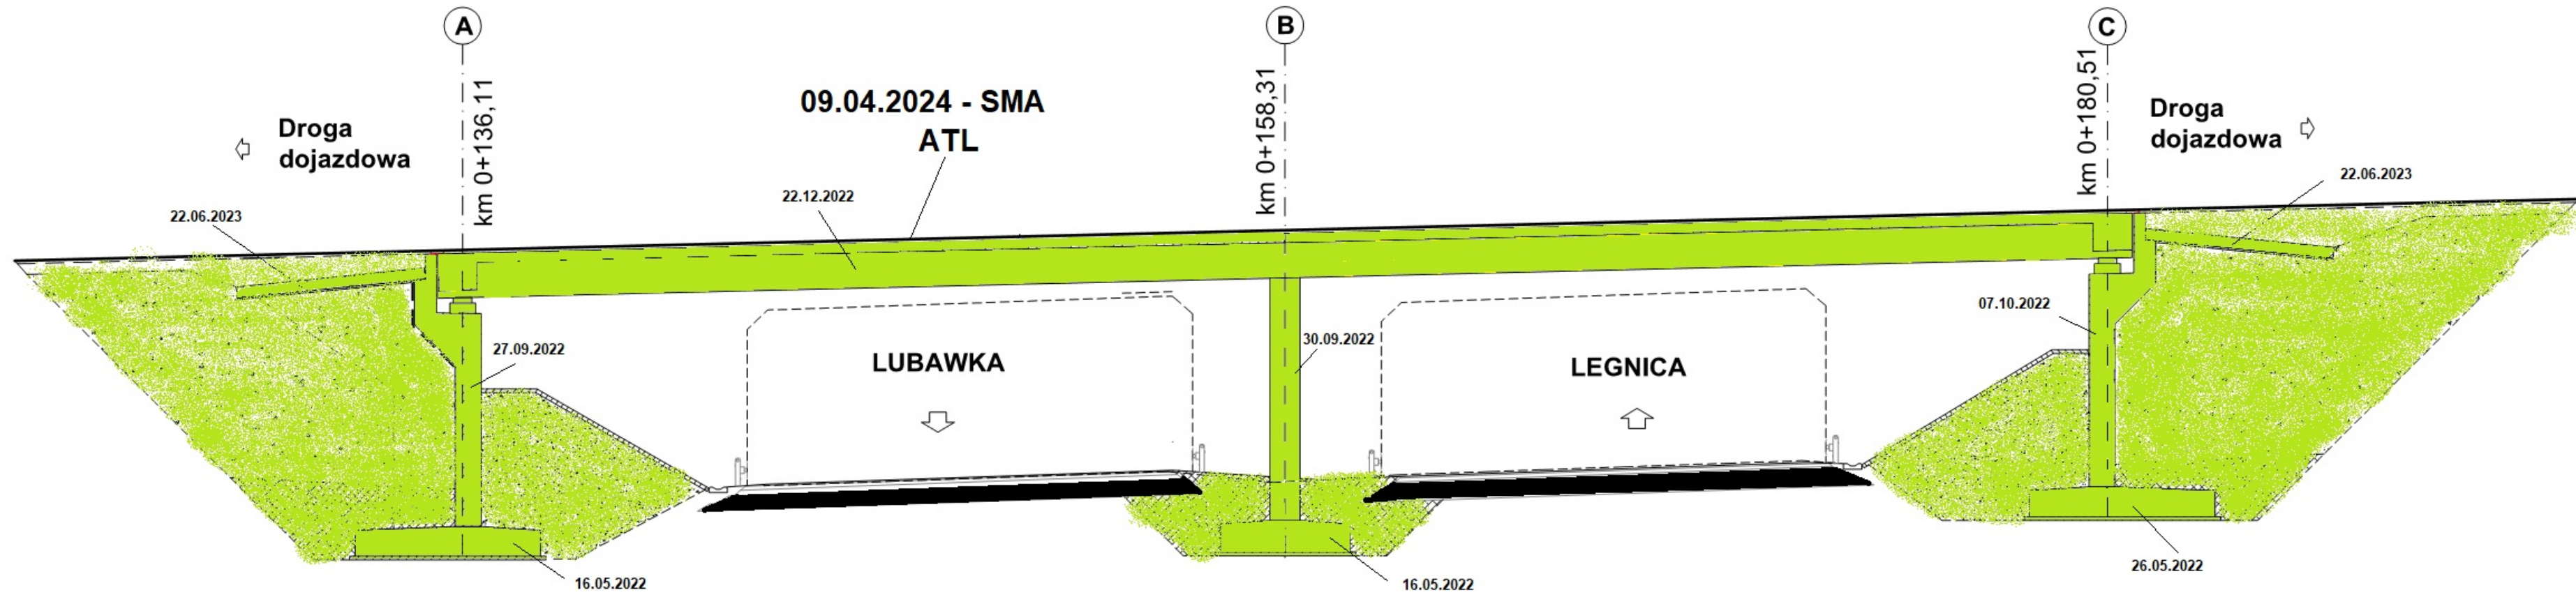 A
B
C
km 0+136,11
km 0+158,31
km 0+180,51
09.04.2024 - SMA
ATL
Droga
dojazdowa
Droga
dojazdowa
22.12.2022
22.06.2023
22.06.2023
27.09.2022
30.09.2022
07.10.2022
LUBAWKA
LEGNICA
16.05.2022
16.05.2022
26.05.2022